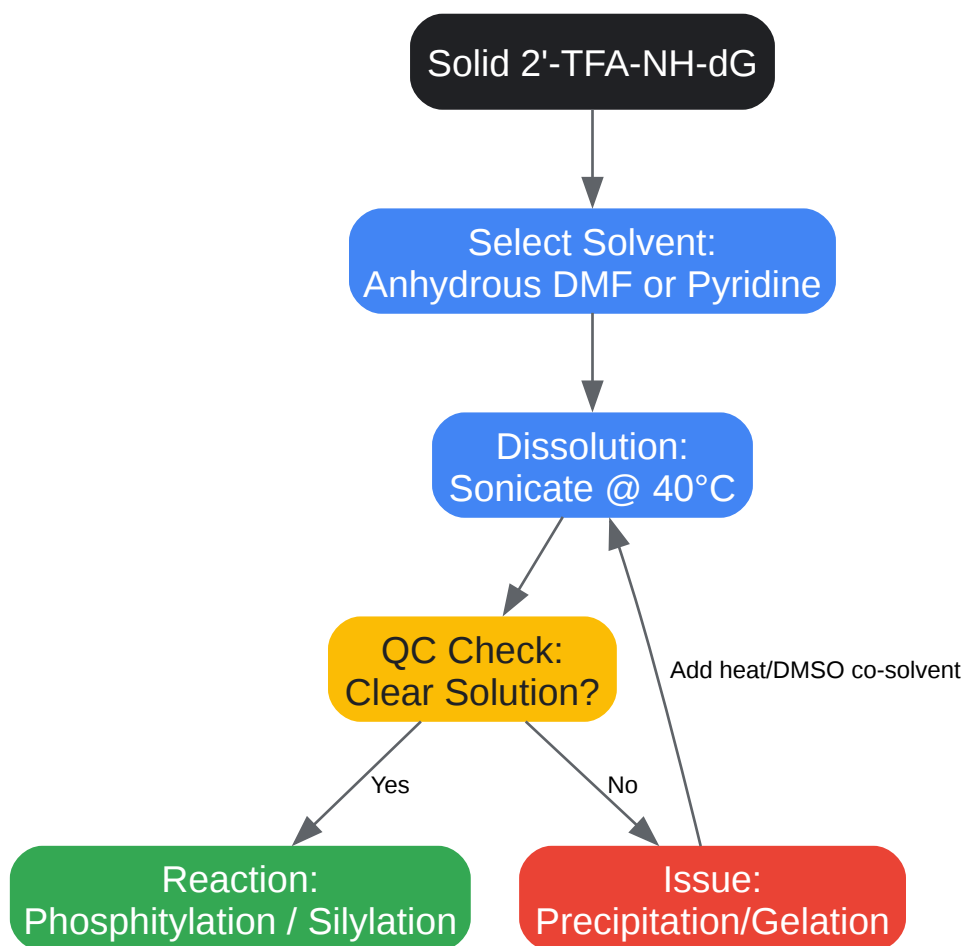 Solid 2'-TFA-NH-dG
Select Solvent:
Anhydrous DMF or Pyridine
Dissolution:
Sonicate @ 40°C
QC Check:
Clear Solution?
Add heat/DMSO co-solvent
Yes
No
Reaction:
Phosphitylation / Silylation
Issue:
Precipitation/Gelation